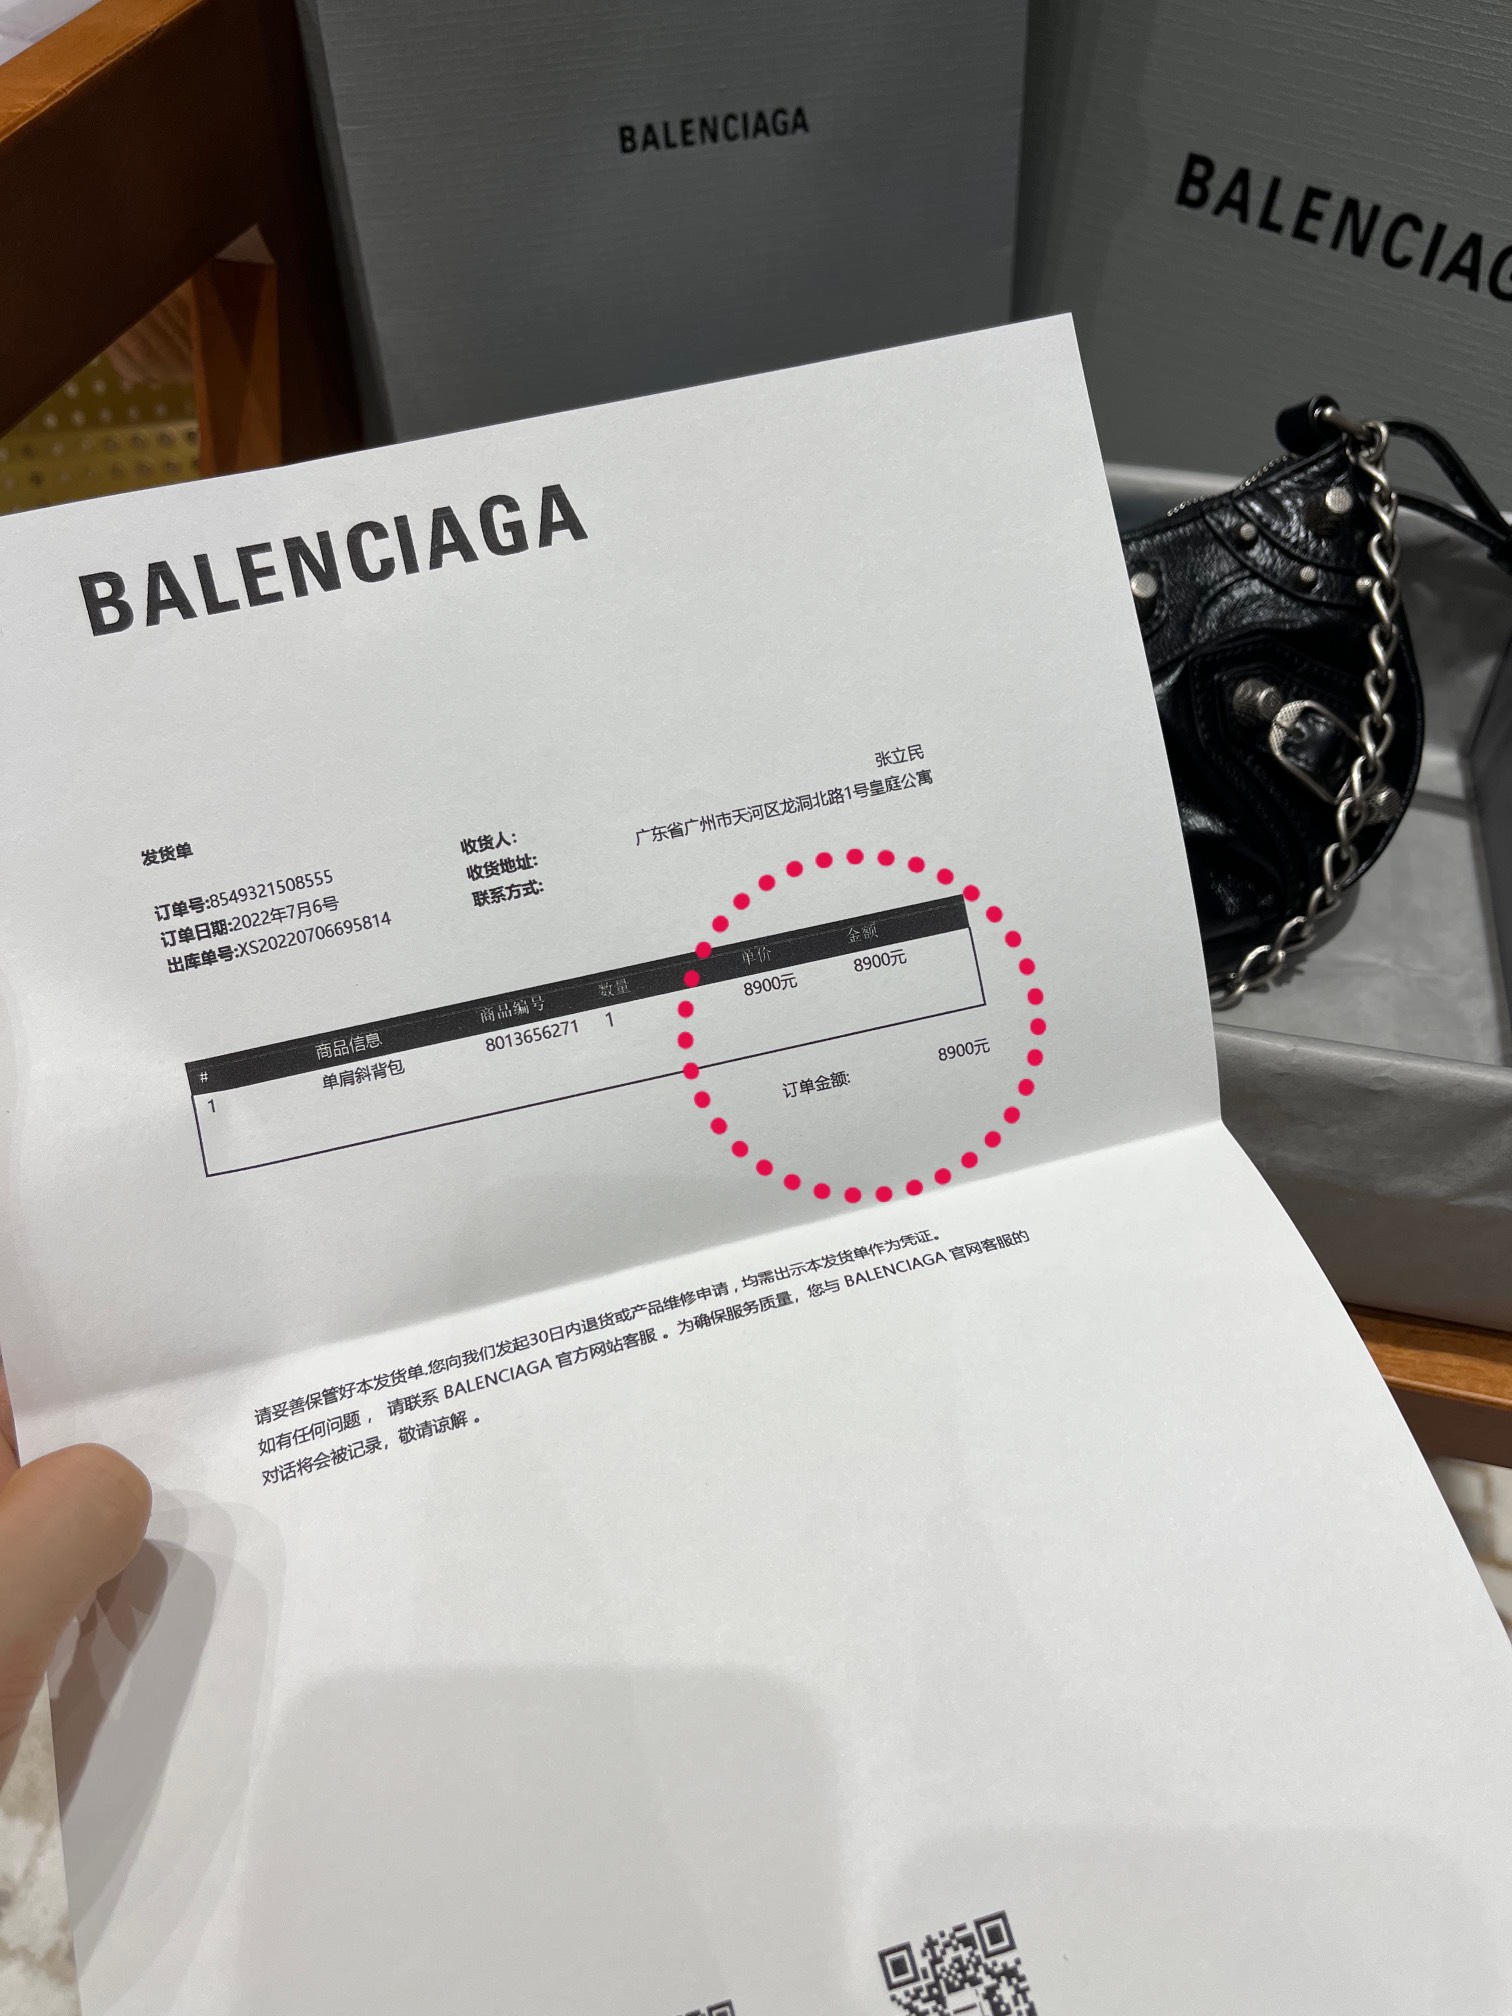 BALENCIAGA
BALENCIAG
BALENCIAGA
张立民
广东省广州市天河区龙洞北路1号皇庭公寓
发货单
收货人:
收货地址:
联系方式:
订单号:8549321508555
订单日期:2022年7月6号
出库单号:XS20220706695814
# 商品信息 商品编号 数量 单价 金额
1 单肩斜背包 8013656271 1 8900元 8900元
订单金额: 8900元
请妥善保管好本发货单.您向我们发起30日内退货或产品维修申请，均需出示本发货单作为凭证。
如有任何问题， 请联系 BALENCIAGA 官方网站客服 。为确保服务质量，您与 BALENCIAGA 官网客服的
对话将会被记录，敬请谅解 。